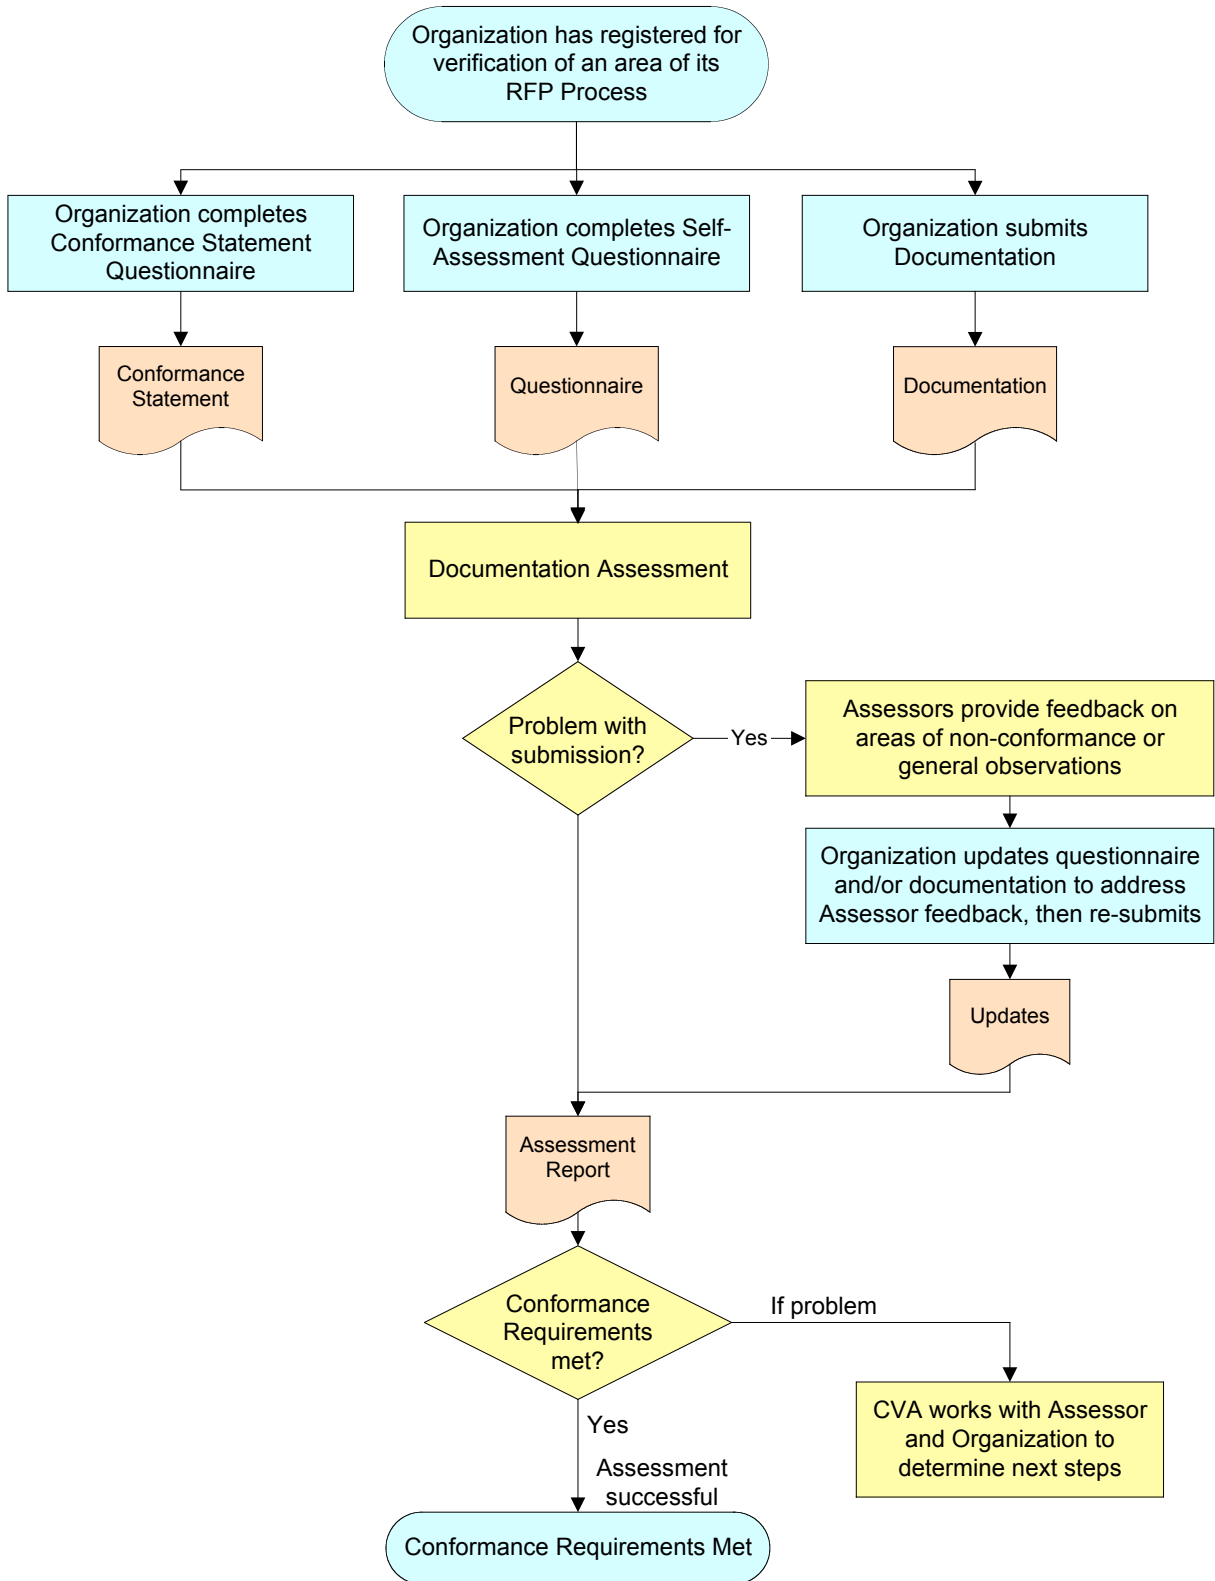 Organization has registered for
verification of an area of its
RFP Process
Organization completes
Conformance Statement
Questionnaire
Organization completes Self-
Assessment Questionnaire
Organization submits
Documentation
Conformance
Statement
Questionnaire
Documentation
Documentation Assessment
Problem with
submission?
Yes
Assessors provide feedback on
areas of non-conformance or
general observations
Organization updates questionnaire
and/or documentation to address
Assessor feedback, then re-submits
Updates
Assessment
Report
Conformance
Requirements
met?
If problem
CVA works with Assessor
and Organization to
determine next steps
Yes
Assessment
successful
Conformance Requirements Met